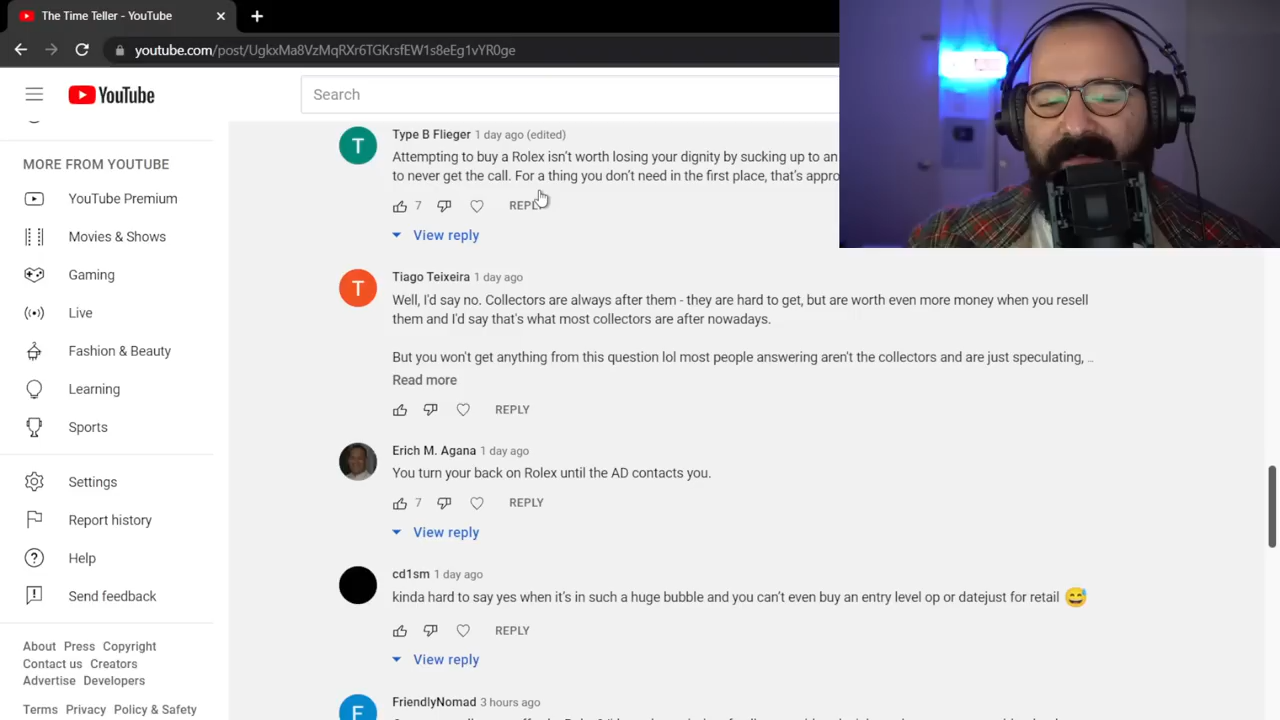 The Time Teller - YouTube
youtube.com/post/UgkxMa8VzMqRXr6TGKrsfEW1s8eEg1vYR0ge
YouTube
Search
MORE FROM YOUTUBE
YouTube Premium
Movies & Shows
Gaming
Live
Fashion & Beauty
Learning
Sports
Settings
Report history
Help
Send feedback
About Press Copyright
Contact us Creators
Advertise Developers
Terms Privacy Policy & Safety
T
Type B Flieger 1 day ago (edited)
Attempting to buy a Rolex isn't worth losing your dignity by sucking up to an
to never get the call. For a thing you don't need in the first place, that's appro
7 REPLY
View reply
T
Tiago Teixeira 1 day ago
Well, I'd say no. Collectors are always after them - they are hard to get, but are worth even more money when you resell
them and I'd say that's what most collectors are after nowadays.
But you won't get anything from this question lol most people answering aren't the collectors and are just speculating, ..
Read more
REPLY
Erich M. Agana 1 day ago
You turn your back on Rolex until the AD contacts you.
7 REPLY
View reply
cd1sm 1 day ago
kinda hard to say yes when it's in such a huge bubble and you can't even buy an entry level op or datejust for retail 😅
REPLY
View reply
F
FriendlyNomad 3 hours ago